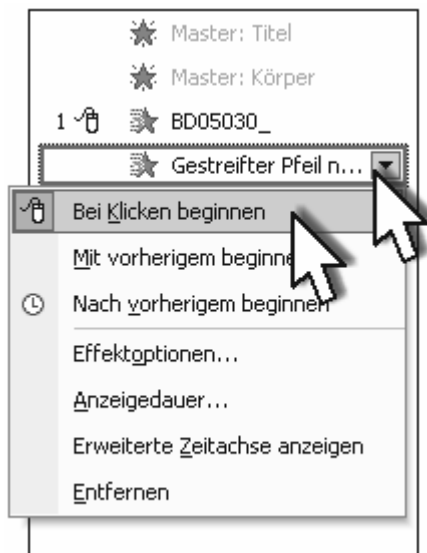 Master: Titel
Master: Körper
1 BD05030_
Gestreifter Pfeil n...
Bei Klicken beginnen
Mit vorherigem beginne
Nach vorherigem beginnen
Effektoptionen...
Anzeigedauer...
Erweiterte Zeitachse anzeigen
Entfernen